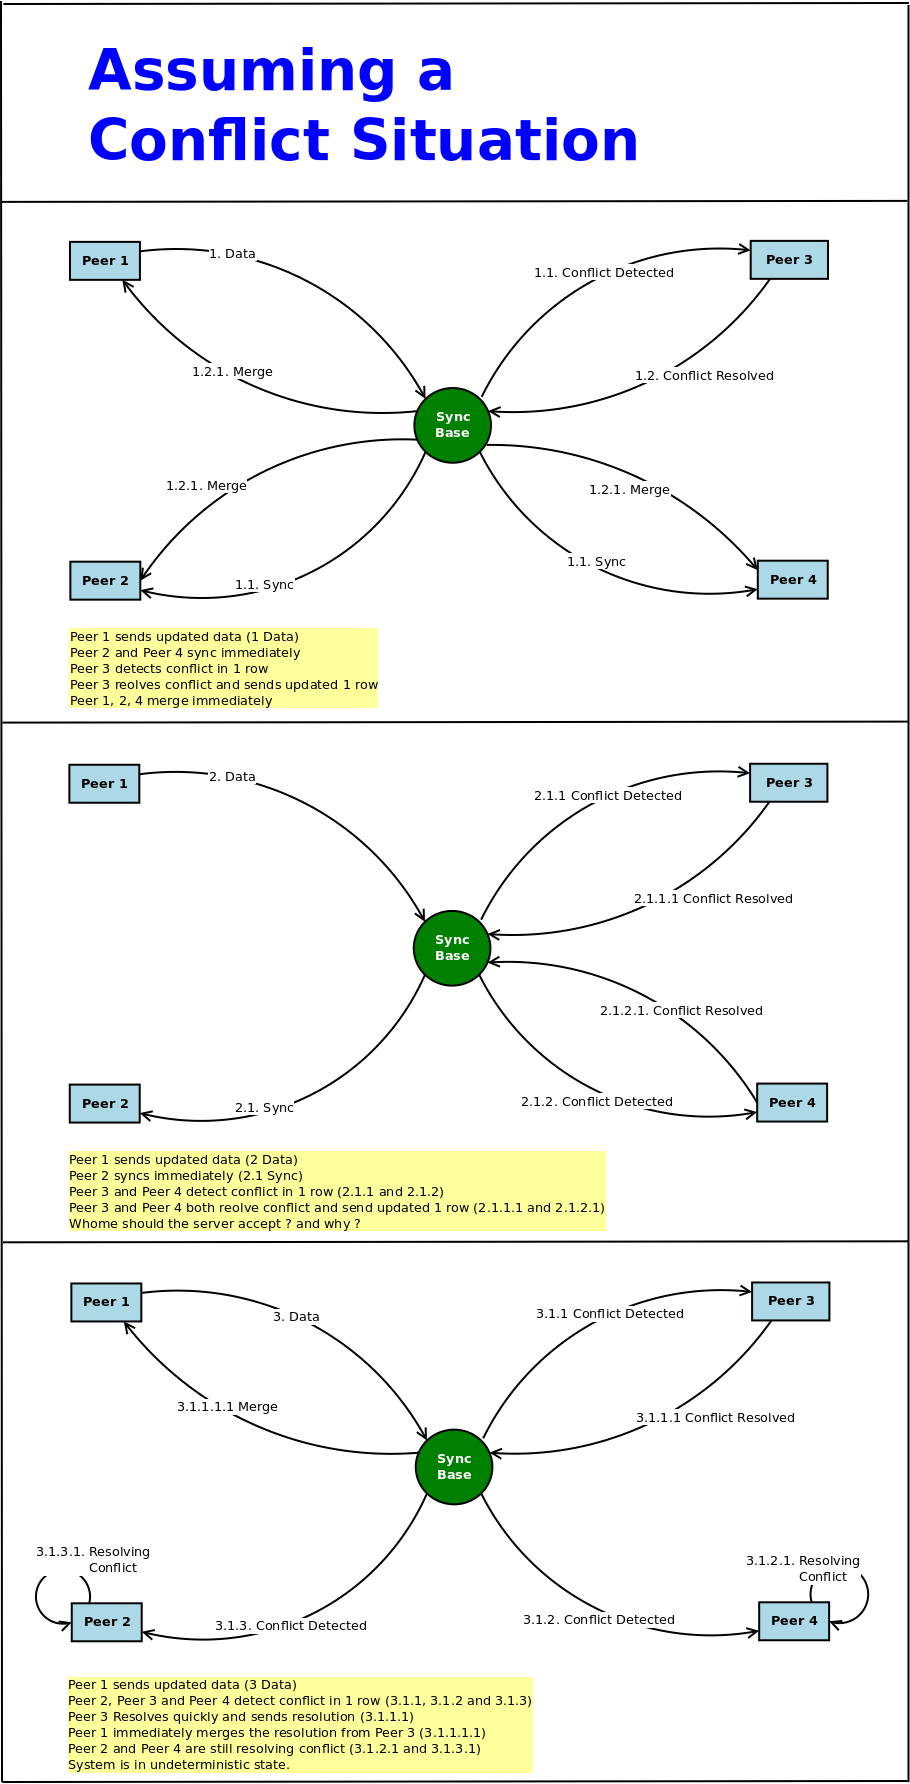 Assuming a
Conflict Situation
Peer 1
1. Data
1.1. Conflict Detected
Peer 3
1.2.1. Merge
1.2. Conflict Resolved
Sync
Base
1.2.1. Merge
1.2.1. Merge
1.1. Sync
Peer 2
1.1. Sync
Peer 4
Peer 1 sends updated data (1 Data)
Peer 2 and Peer 4 sync immediately
Peer 3 detects conflict in 1 row
Peer 3 reolves conflict and sends updated 1 row
Peer 1, 2, 4 merge immediately
Peer 1
2. Data
2.1.1 Conflict Detected
Peer 3
2.1.1.1 Conflict Resolved
Sync
Base
2.1.2.1. Conflict Resolved
Peer 2
2.1. Sync
2.1.2. Conflict Detected
Peer 4
Peer 1 sends updated data (2 Data)
Peer 2 syncs immediately (2.1 Sync)
Peer 3 and Peer 4 detect conflict in 1 row (2.1.1 and 2.1.2)
Peer 3 and Peer 4 both reolve conflict and send updated 1 row (2.1.1.1 and 2.1.2.1)
Whome should the server accept ? and why ?
Peer 1
3. Data
3.1.1 Conflict Detected
Peer 3
3.1.1.1.1 Merge
3.1.1.1 Conflict Resolved
Sync
Base
3.1.3.1. Resolving
Conflict
3.1.2.1. Resolving
Conflict
Peer 2
3.1.3. Conflict Detected
3.1.2. Conflict Detected
Peer 4
Peer 1 sends updated data (3 Data)
Peer 2, Peer 3 and Peer 4 detect conflict in 1 row (3.1.1, 3.1.2 and 3.1.3)
Peer 3 Resolves quickly and sends resolution (3.1.1.1)
Peer 1 immediately merges the resolution from Peer 3 (3.1.1.1.1)
Peer 2 and Peer 4 are still resolving conflict (3.1.2.1 and 3.1.3.1)
System is in undeterministic state.